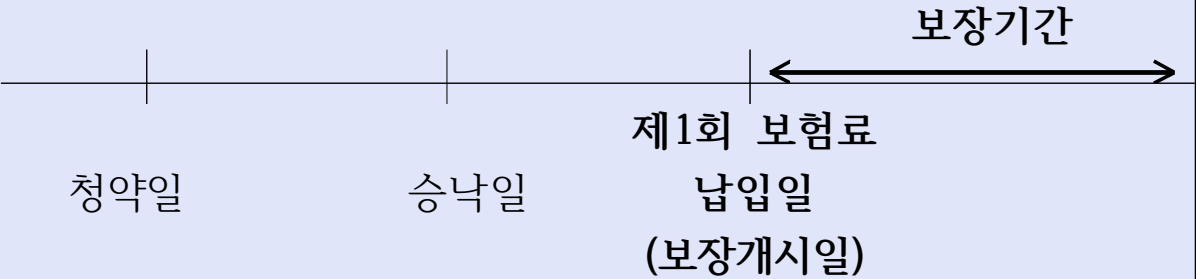 보장기간
청약일
승낙일
제1회 보험료
납입일
(보장개시일)